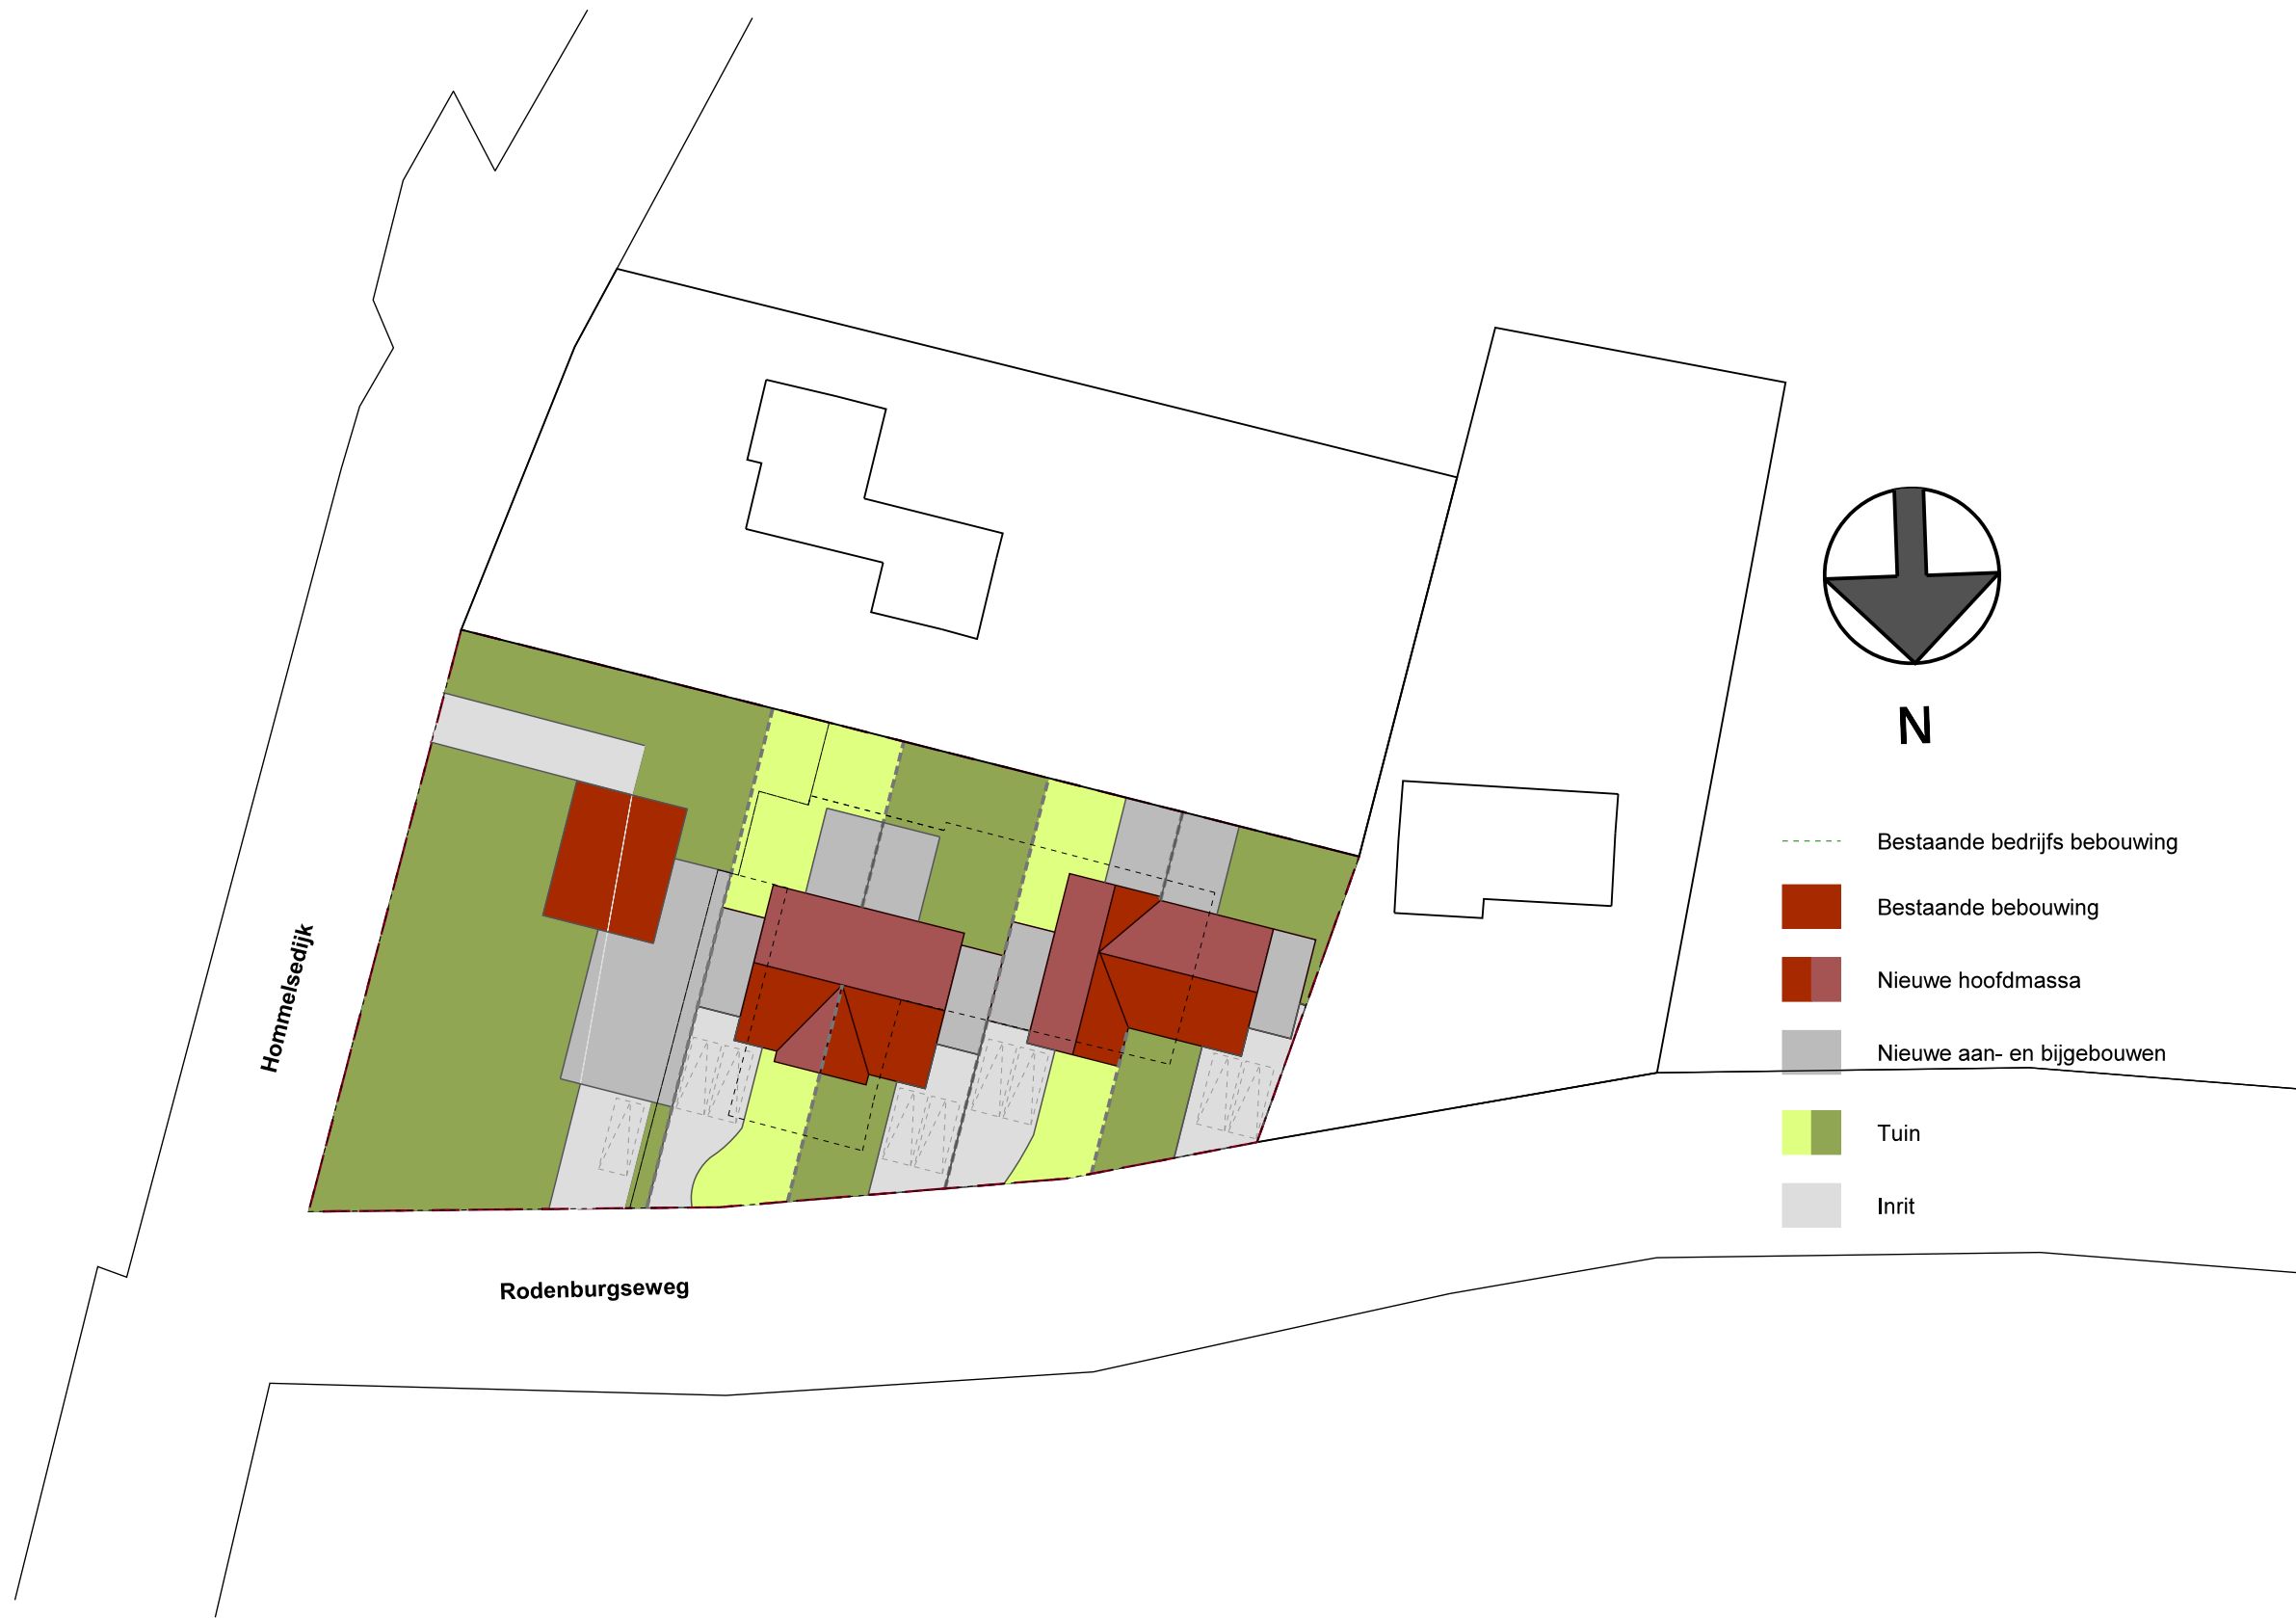 N
Bestaande bedrijfs bebouwing
Bestaande bebouwing
Nieuwe hoofdmassa
Nieuwe aan- en bijgebouwen
Tuin
Inrit
Hommelsedijk
Rodenburgseweg